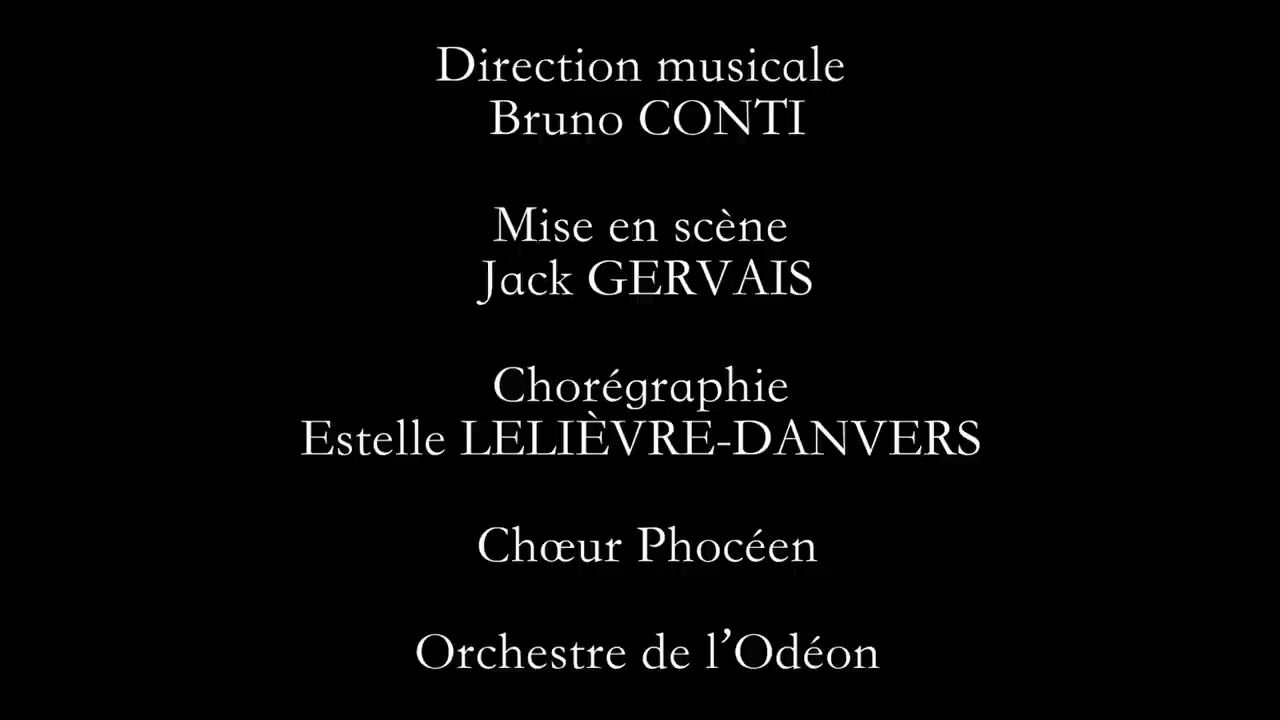 Direction musicale
Bruno CONTI
Mise en scène
Jack GERVAIS
Chorégraphie
Estelle LELIÈVRE-DANVERS
Chœur Phocéen
Orchestre de l’Odéon